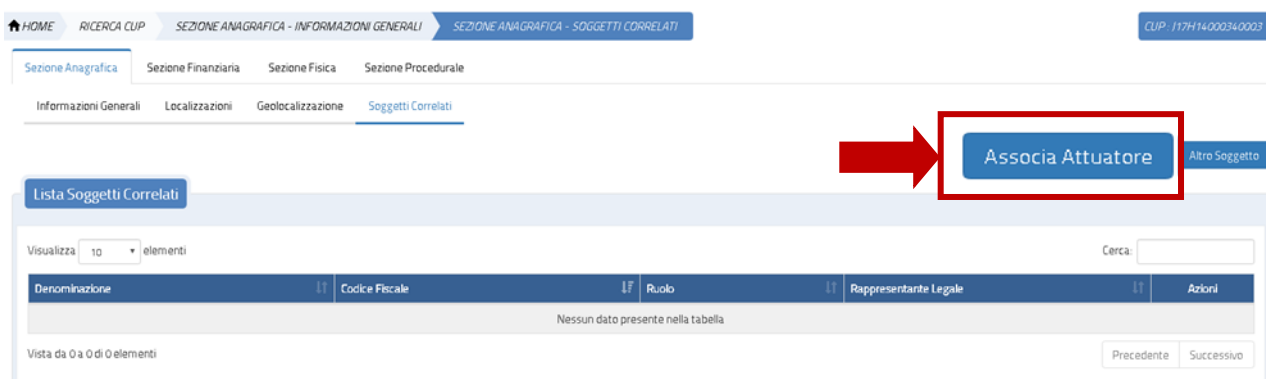 HOME RICERCA CUP SEZIONE ANAGRAFICA - INFORMAZIONI GENERALI SEZIONE ANAGRAFICA - SOGGETTI CORRELATI CUP : I17H14000340003
Sezione Anagrafica Sezione Finanziaria Sezione Fisica Sezione Procedurale
Informazioni Generali Localizzazioni Geolocalizzazione Soggetti Correlati
Associa Attuatore Altro Soggetto
Lista Soggetti Correlati
Visualizza 10 elementi Cerca:
Denominazione Codice Fiscale Ruolo Rappresentante Legale Azioni
Nessun dato presente nella tabella
Vista da 0 a 0 di 0 elementi Precedente Successivo